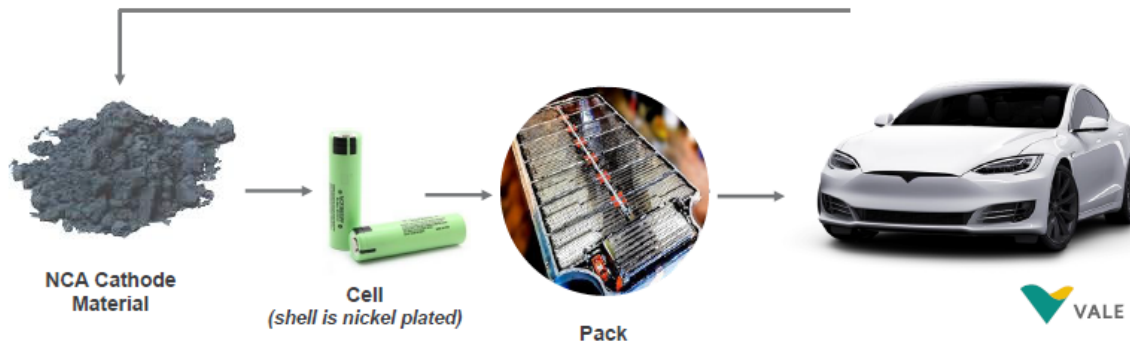 NCA Cathode
Material
Cell
(shell is nickel plated)
Pack
VALE